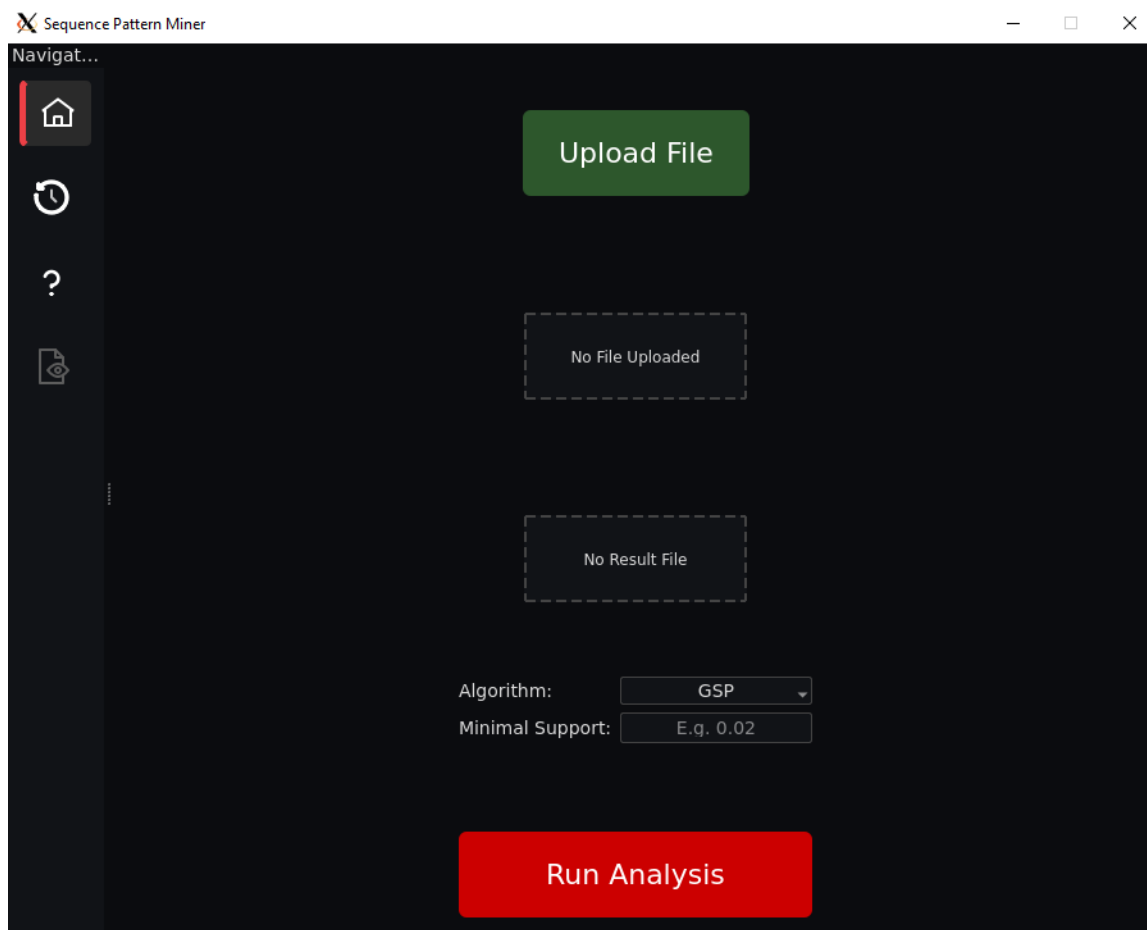 Sequence Pattern Miner
Navigat...
Upload File
?
No File Uploaded
No Result File
Algorithm: GSP
Minimal Support: E.g. 0.02
Run Analysis